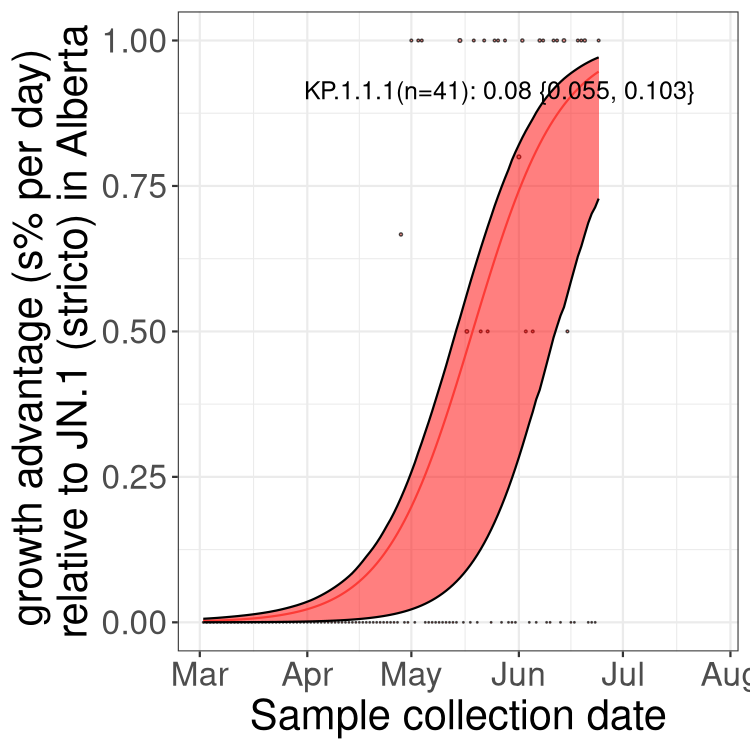 growth advantage (s% per day)
relative to JN.1 (stricto) in Alberta
1.00
0.75
0.50
0.25
0.00
KP.1.1.1(n=41): 0.08 {0.055, 0.103}
Mar Apr May Jun Jul Aug
Sample collection date